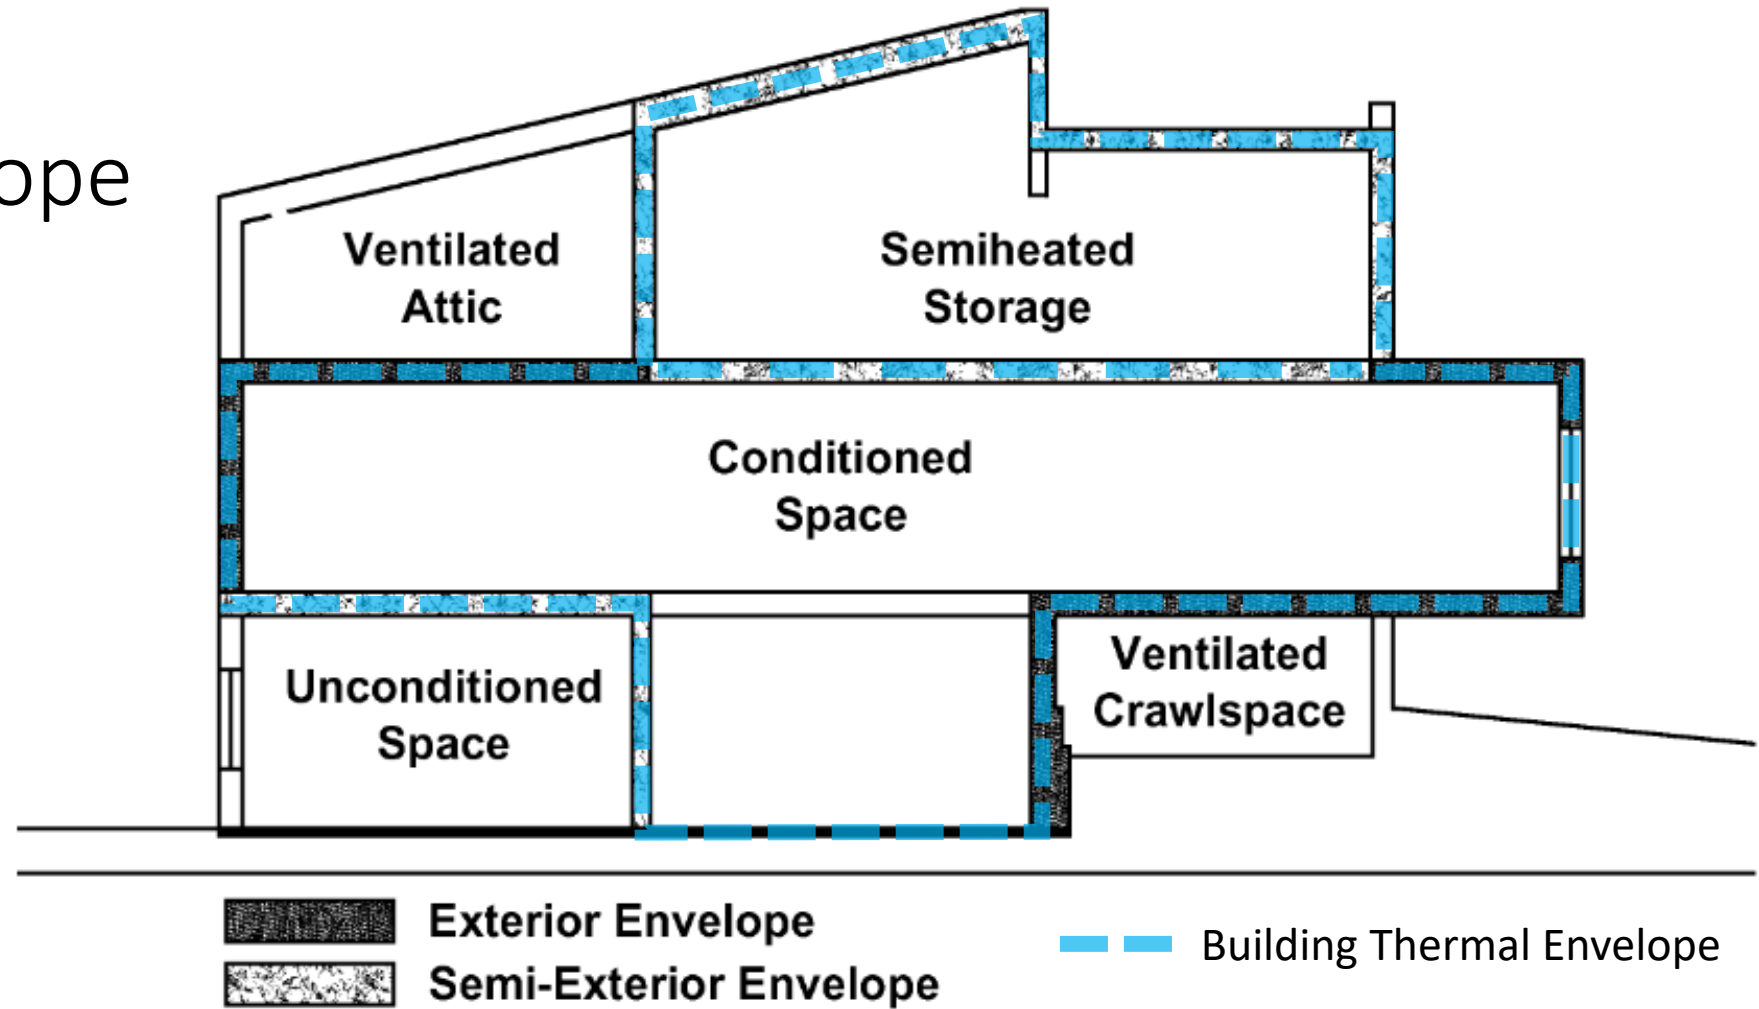 ope
Ventilated
Attic
Semiheated
Storage
Conditioned
Space
Unconditioned
Space
Ventilated
Crawlspace
Exterior Envelope
Semi-Exterior Envelope
Building Thermal Envelope